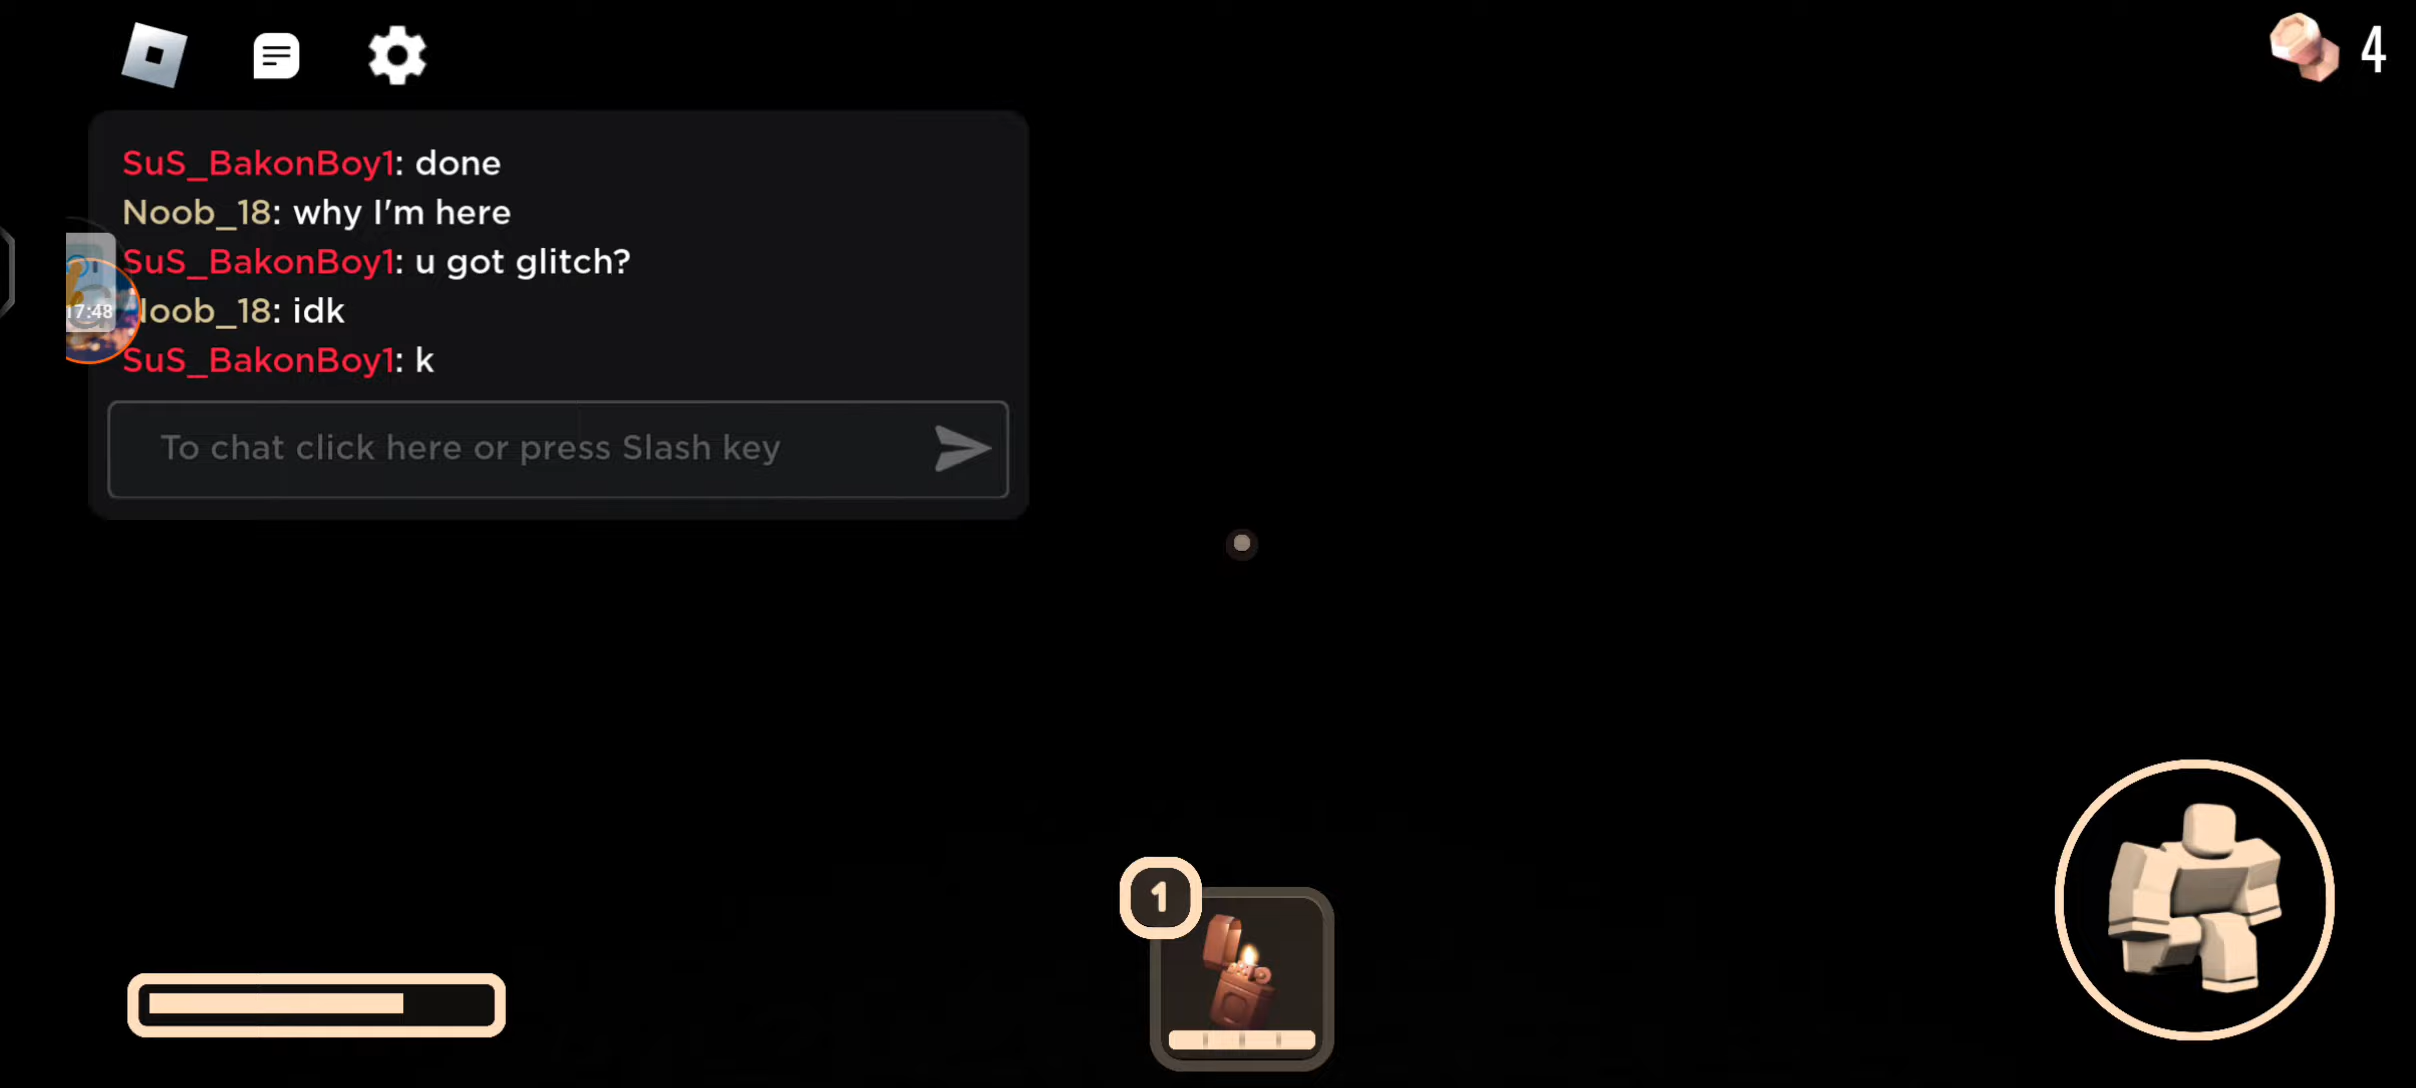 4
SuS_BakonBoy1: done
Noob_18: why I'm here
SuS_BakonBoy1: u got glitch?
Noob_18: idk
17:48
SuS_BakonBoy1: k
To chat click here or press Slash key
1